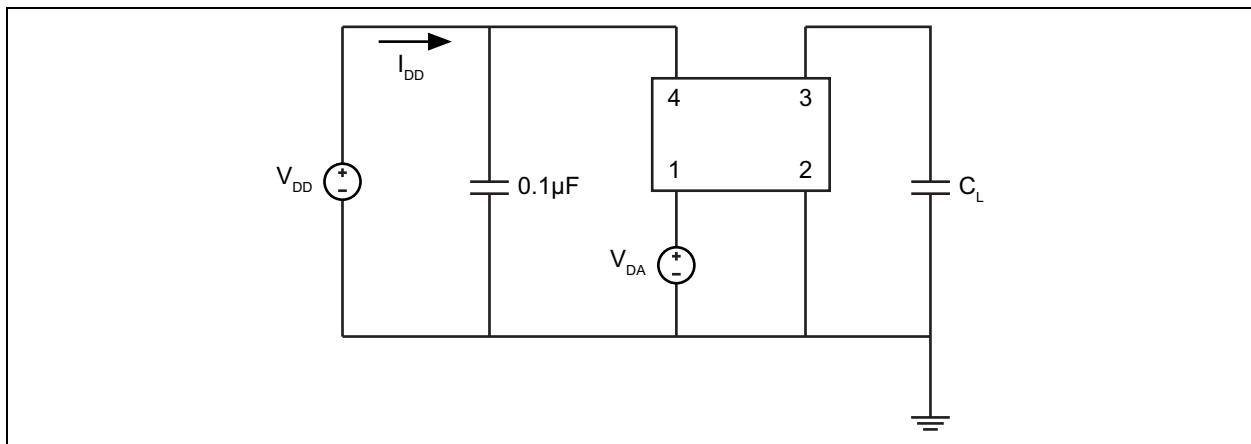 I_DD
4 3
V_DD
+
-
0.1µF
1 2
C_L
V_DA
+
-